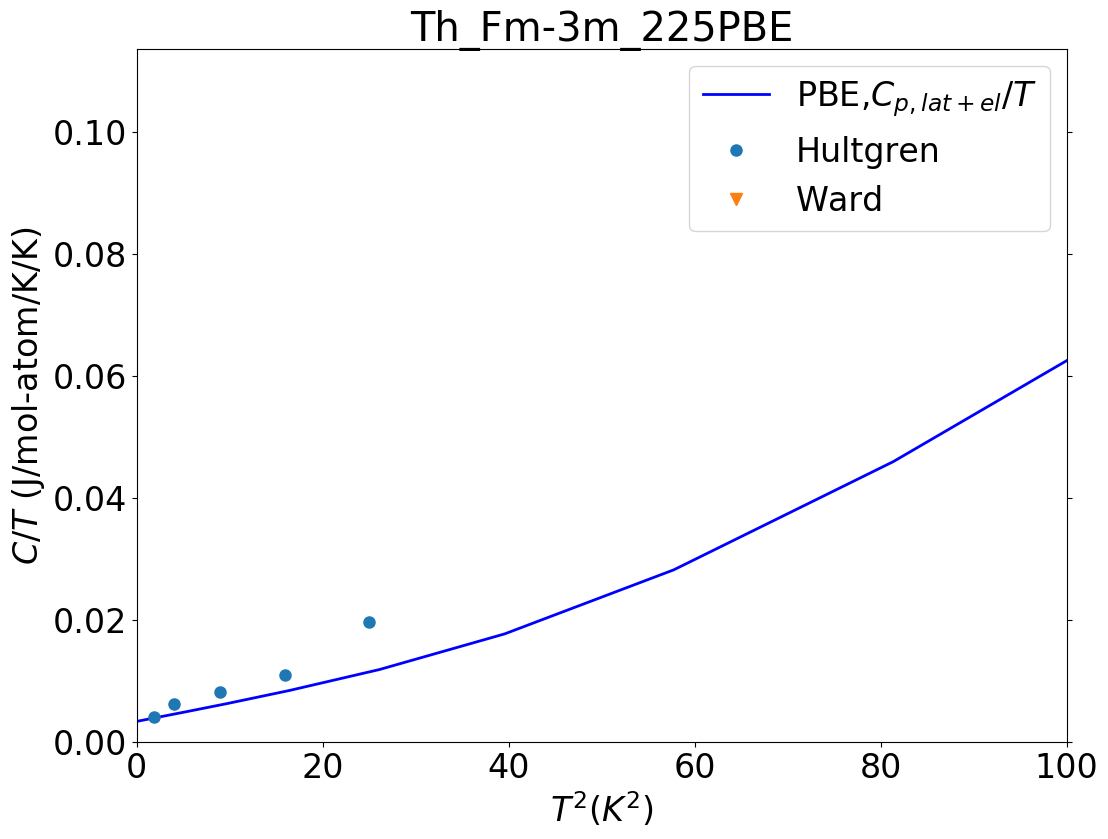 Th_Fm-3m_225PBE
PBE,$C_{p,lat+el}/T$
Hultgren
Ward
0.10
0.08
0.06
0.04
0.02
0.00
$C/T$ (J/mol-atom/K/K)
0 20 40 60 80 100
$T^2(K^2)$